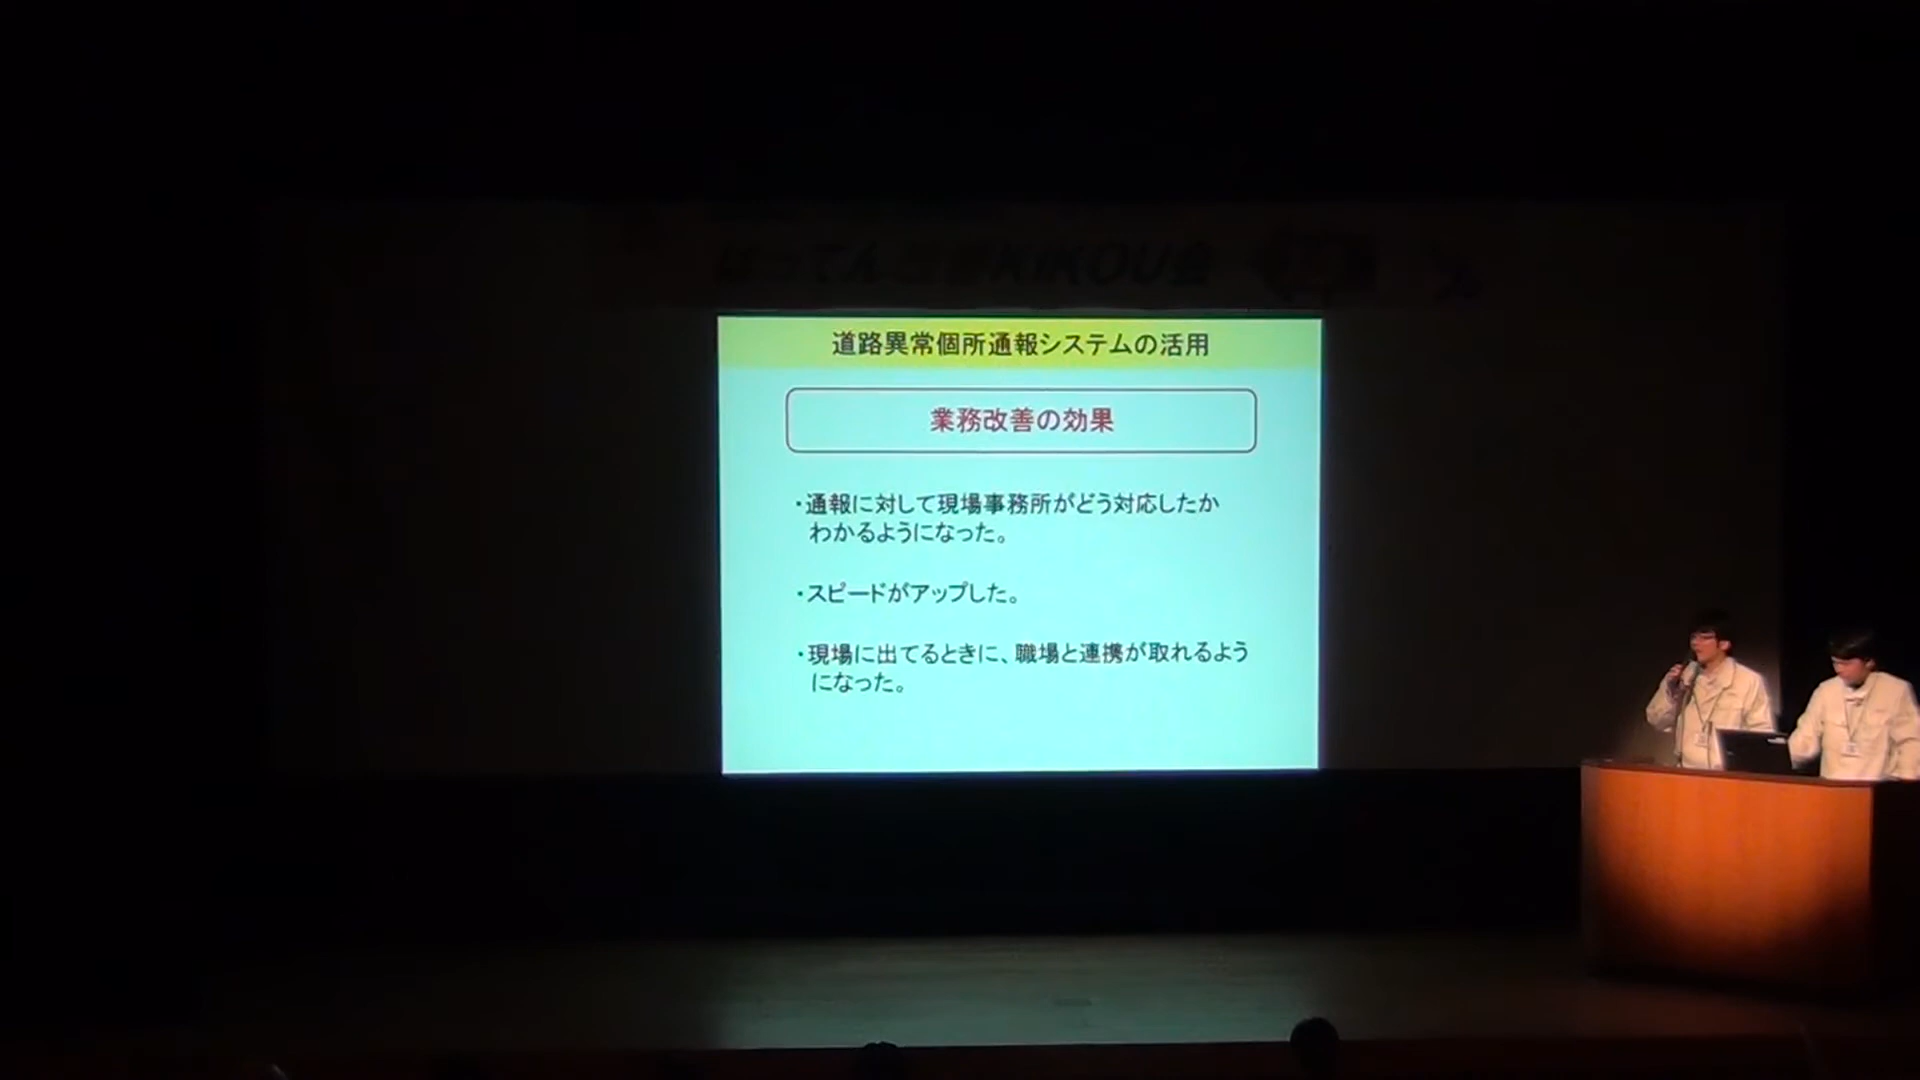 道路異常個所通報システムの活用
業務改善の効果
・通報に対して現場事務所がどう対応したか
わかるようになった。
・スピードがアップした。
・現場に出てるときに、職場と連携が取れるよう
になった。